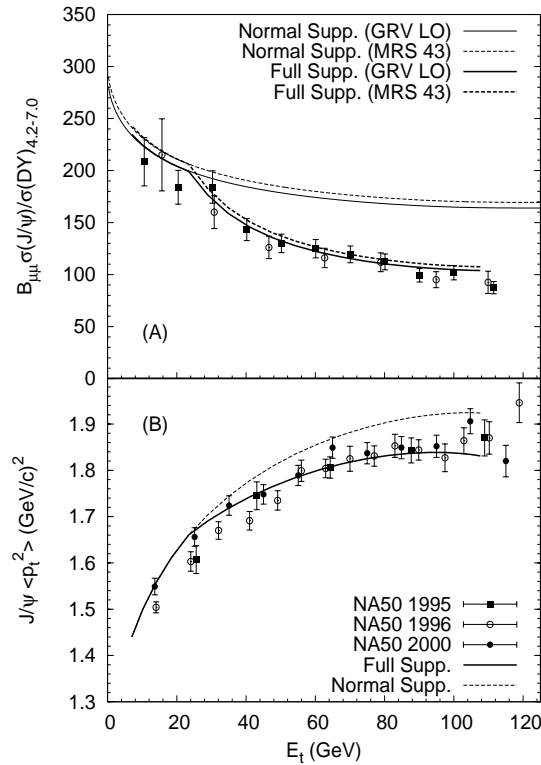 Normal Supp. (GRV LO)
Normal Supp. (MRS 43)
Full Supp. (GRV LO)
Full Supp. (MRS 43)
350
300
250
200
150
100
50
0
B_μμ σ(J/ψ)/σ(DY)_4.2-7.0
(A)
(B)
1.9
1.8
1.7
1.6
1.5
1.4
1.3
J/ψ <p_t^2> (GeV/c)^2
NA50 1995
NA50 1996
NA50 2000
Full Supp.
Normal Supp.
0 20 40 60 80 100 120
E_t (GeV)